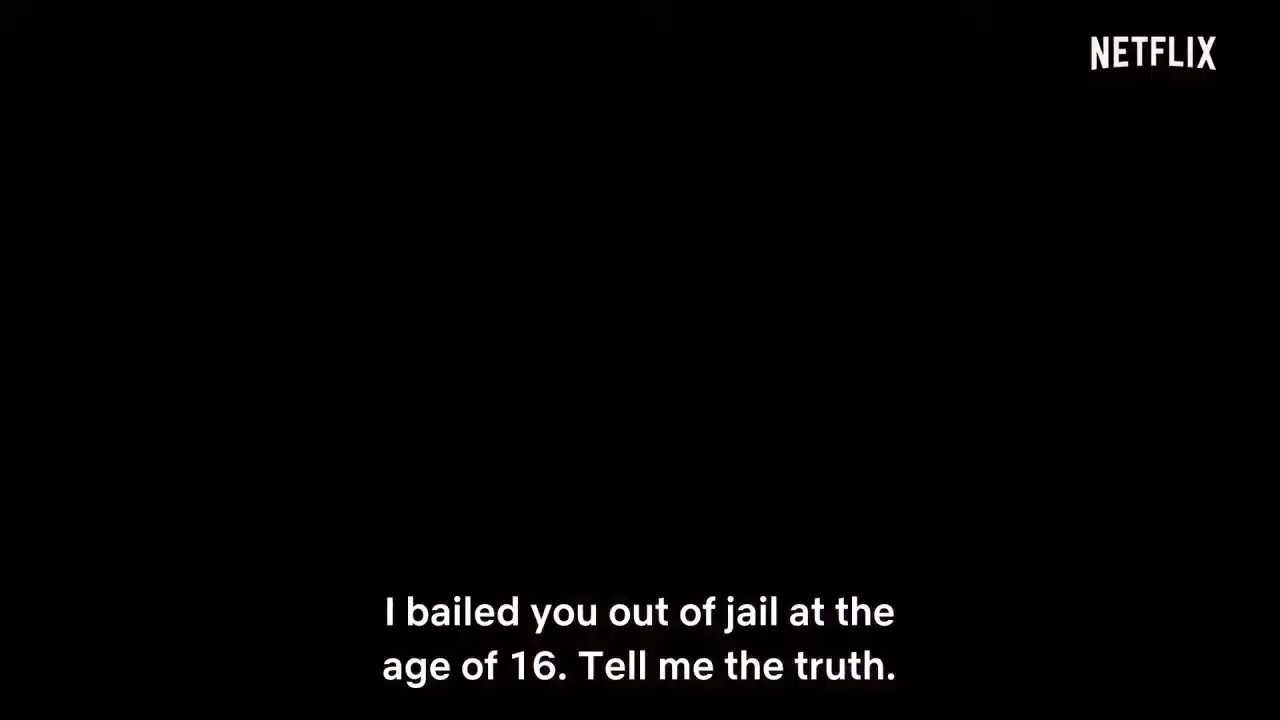 NETFLIX
I bailed you out of jail at the
age of 16. Tell me the truth.